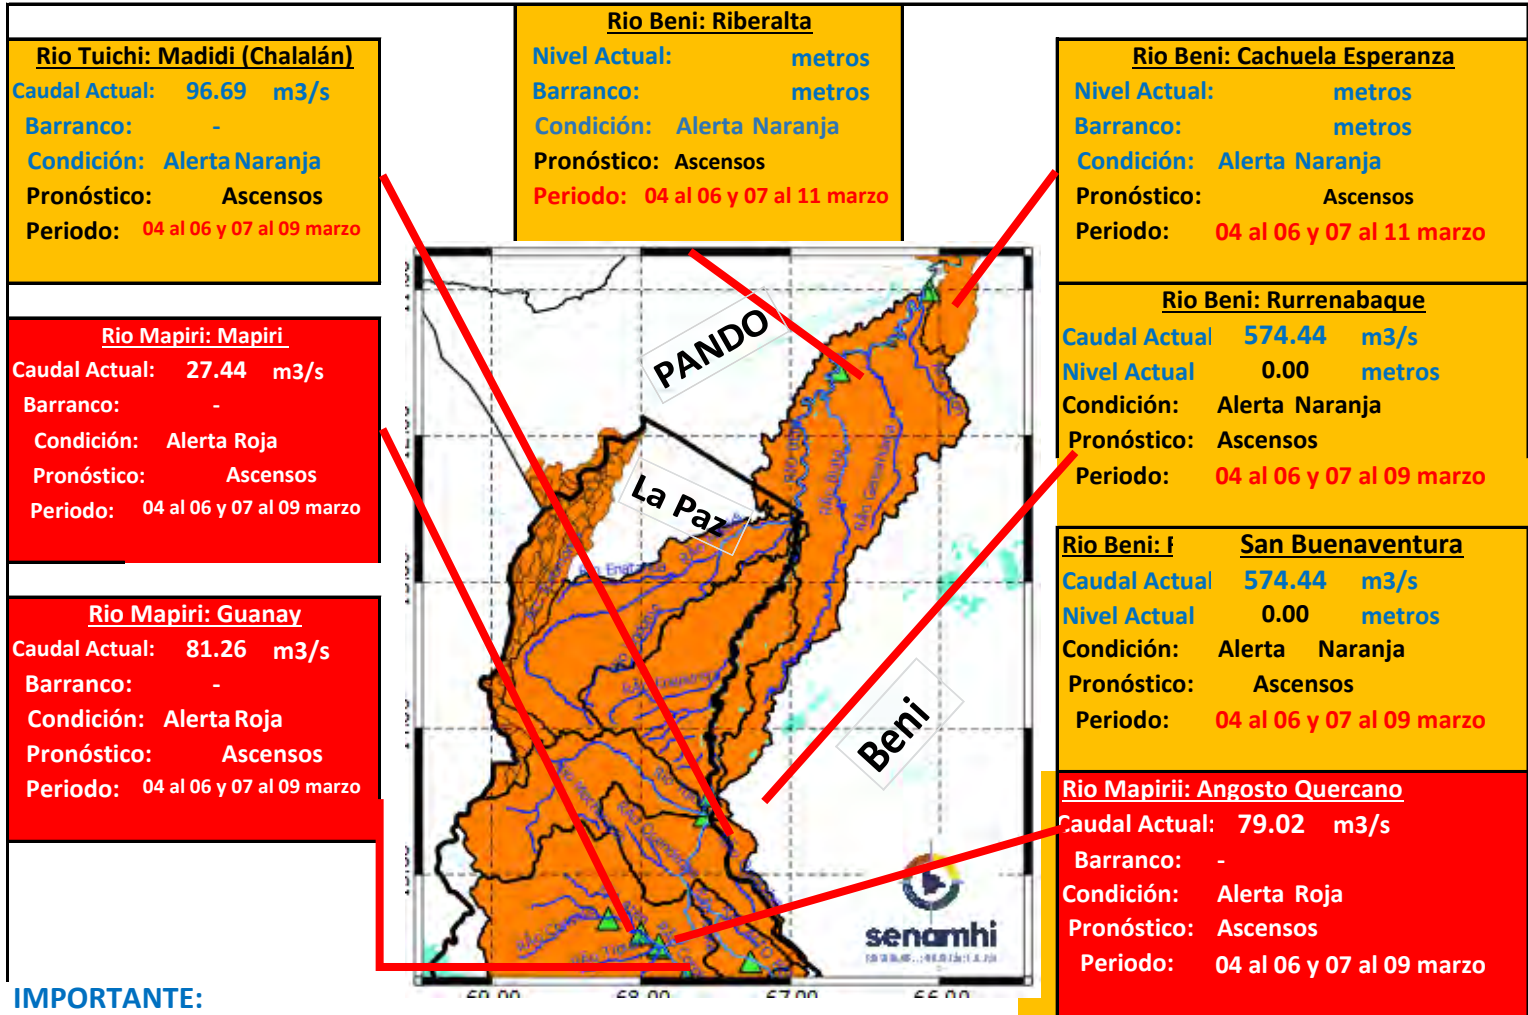 Rio Tuichi: Madidi (Chalalán)
Caudal Actual: 96.69 m3/s
Barranco: -
Condición: Alerta Naranja
Pronóstico: Ascensos
Periodo: 04 al 06 y 07 al 09 marzo
Rio Mapiri: Mapiri
Caudal Actual: 27.44 m3/s
Barranco: -
Condición: Alerta Roja
Pronóstico: Ascensos
Periodo: 04 al 06 y 07 al 09 marzo
Rio Mapiri: Guanay
Caudal Actual: 81.26 m3/s
Barranco: -
Condición: Alerta Roja
Pronóstico: Ascensos
Periodo: 04 al 06 y 07 al 09 marzo
Rio Beni: Riberalta
Nivel Actual: metros
Barranco: metros
Condición: Alerta Naranja
Pronóstico: Ascensos
Periodo: 04 al 06 y 07 al 11 marzo
PANDO
La Paz
Beni
senamhi
Rio Beni: Cachuela Esperanza
Nivel Actual: metros
Barranco: metros
Condición: Alerta Naranja
Pronóstico: Ascensos
Periodo: 04 al 06 y 07 al 11 marzo
Rio Beni: Rurrenabaque
Caudal Actual 574.44 m3/s
Nivel Actual 0.00 metros
Condición: Alerta Naranja
Pronóstico: Ascensos
Periodo: 04 al 06 y 07 al 09 marzo
Rio Beni: San Buenaventura
Caudal Actual 574.44 m3/s
Nivel Actual 0.00 metros
Condición: Alerta Naranja
Pronóstico: Ascensos
Periodo: 04 al 06 y 07 al 09 marzo
Rio Mapirii: Angosto Quercano
Caudal Actual: 79.02 m3/s
Barranco: -
Condición: Alerta Roja
Pronóstico: Ascensos
Periodo: 04 al 06 y 07 al 09 marzo
IMPORTANTE: